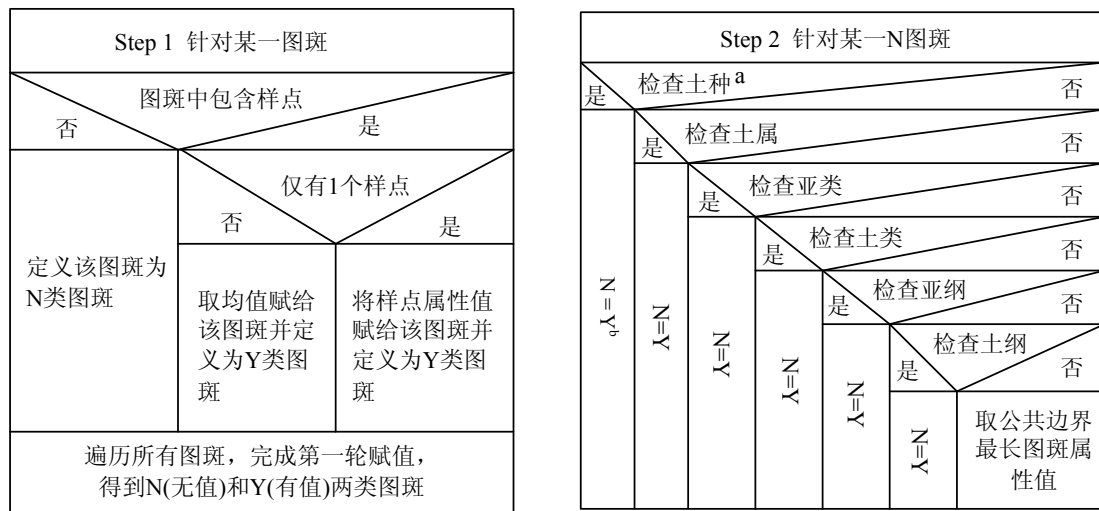 Step 1 针对某一图斑
图斑中包含样点
否
是
仅有1个样点
否
是
定义该图斑为
N类图斑
取均值赋给
该图斑并定
义为Y类图
斑
将样点属性值
赋给该图斑并
定义为Y类图
斑
遍历所有图斑，完成第一轮赋值，
得到N(无值)和Y(有值)两类图斑
Step 2 针对某一N图斑
检查土种a
是
否
检查土属
是
否
检查亚类
是
否
检查土类
是
否
检查亚纲
是
否
检查土纲
是
否
N = Yb
N=Y
N=Y
N=Y
N=Y
N=Y
取公共边界
最长图斑属
性值